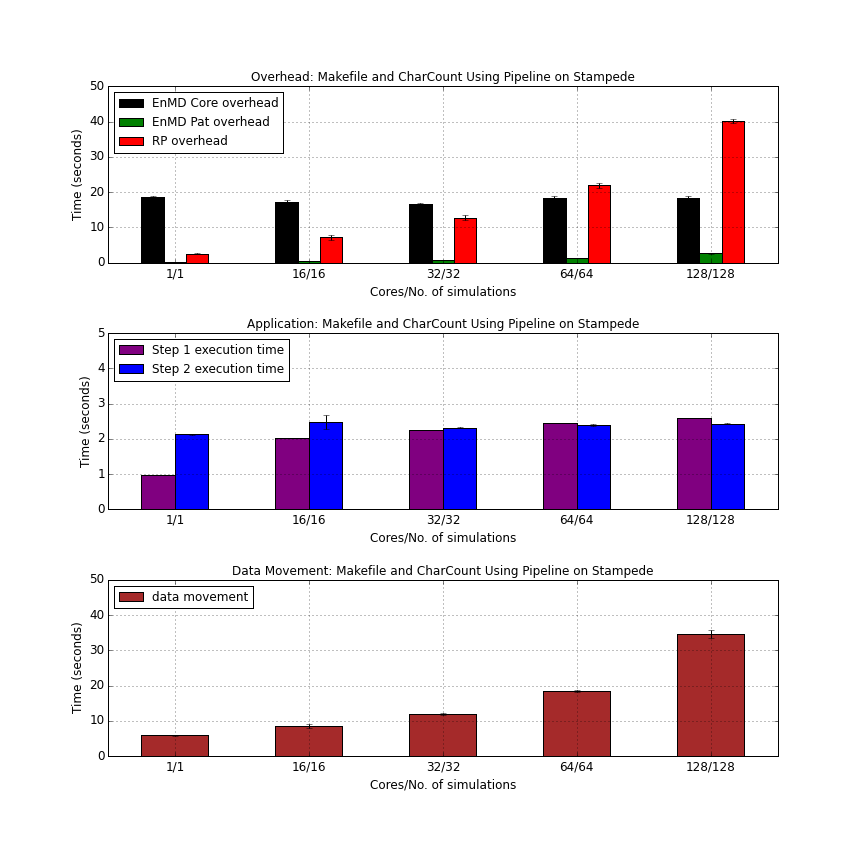 Overhead: Makefile and CharCount Using Pipeline on Stampede
50
40
30
20
10
0
Time (seconds)
EnMD Core overhead
EnMD Pat overhead
RP overhead
1/1 16/16 32/32 64/64 128/128
Cores/No. of simulations
Application: Makefile and CharCount Using Pipeline on Stampede
5
4
3
2
1
0
Time (seconds)
Step 1 execution time
Step 2 execution time
1/1 16/16 32/32 64/64 128/128
Cores/No. of simulations
Data Movement: Makefile and CharCount Using Pipeline on Stampede
50
40
30
20
10
0
Time (seconds)
data movement
1/1 16/16 32/32 64/64 128/128
Cores/No. of simulations